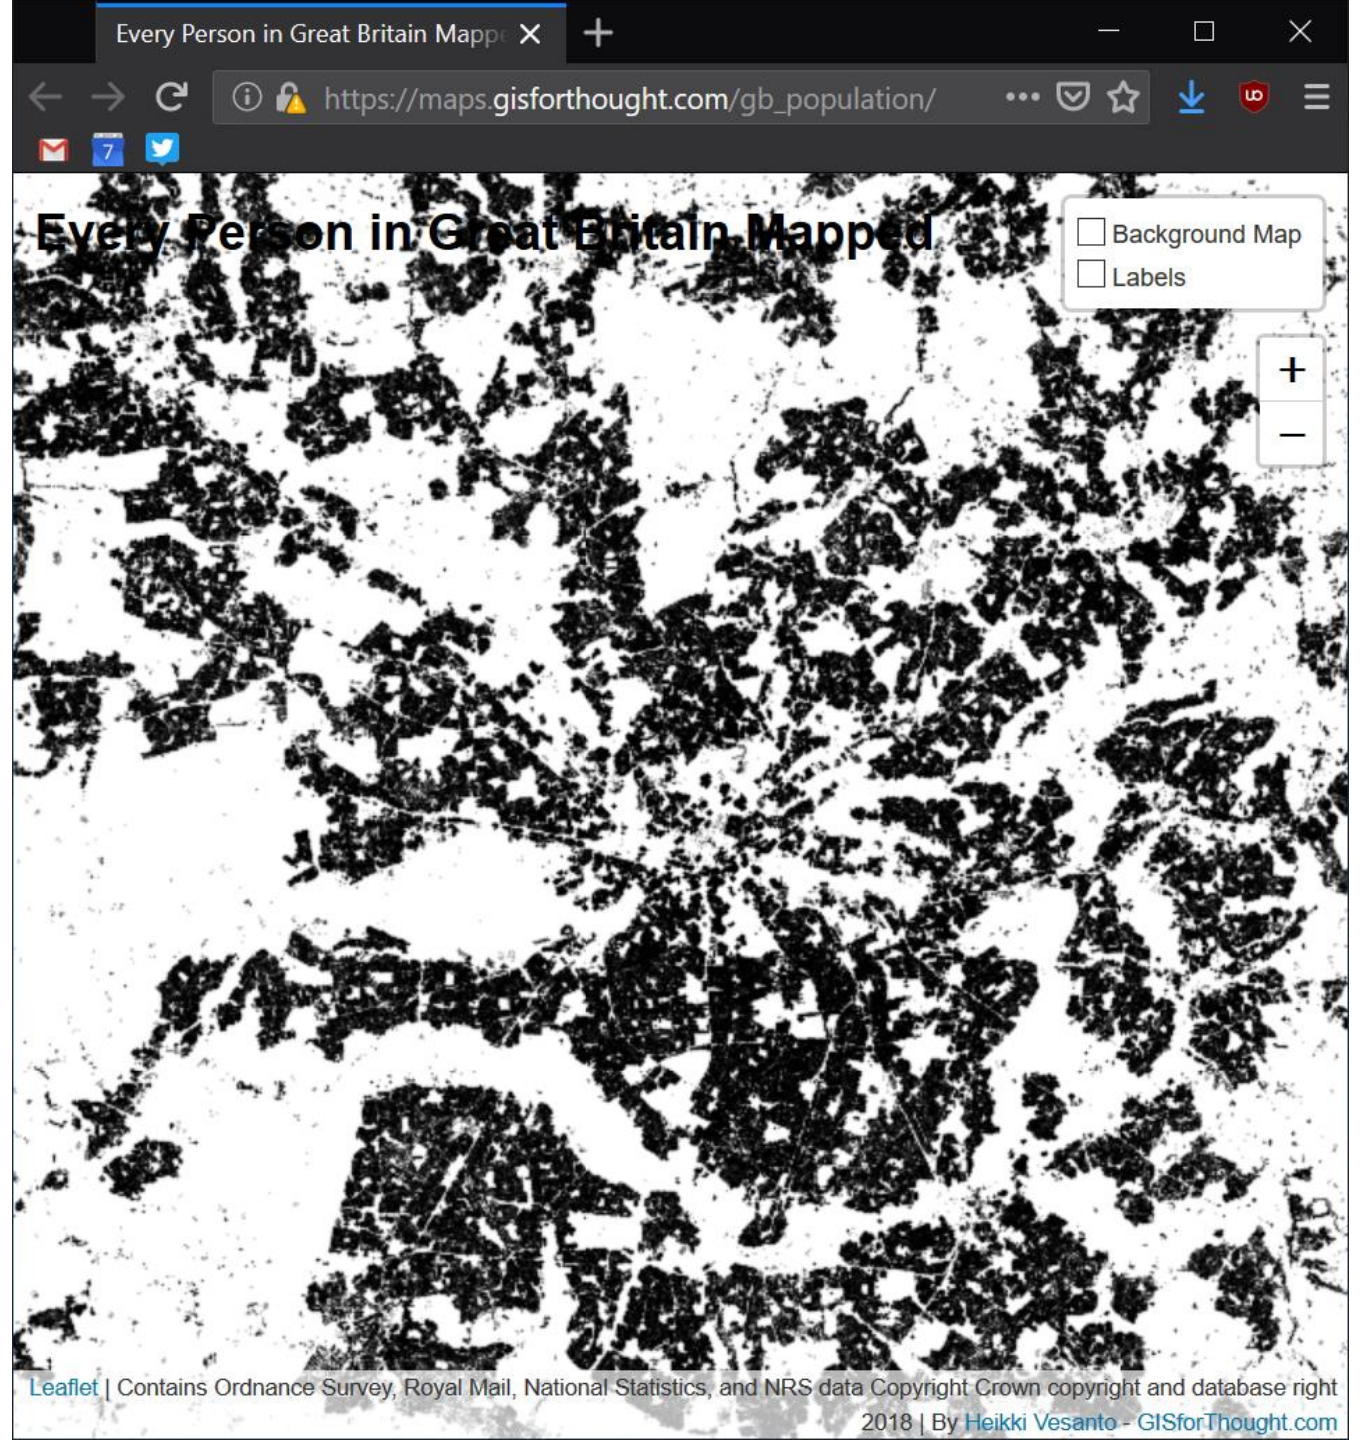 Every Person in Great Britain Mappe
https://maps.gisforthought.com/gb_population/
7
Every Person in Great Britain Mapped
Background Map
Labels
+
−
Leaflet | Contains Ordnance Survey, Royal Mail, National Statistics, and NRS data Copyright Crown copyright and database right
2018 | By Heikki Vesanto - GISforThought.com